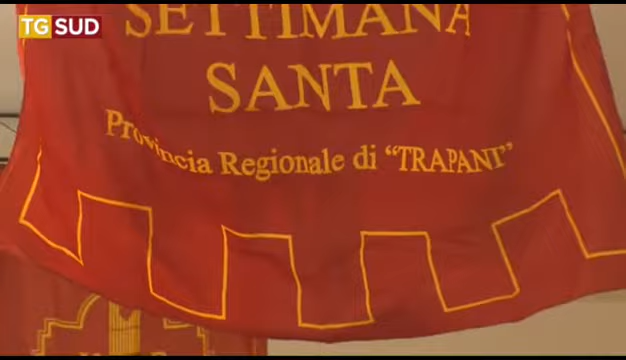 TG SUD
SETTIMANA
SANTA
Provincia Regionale di “TRAPANI”